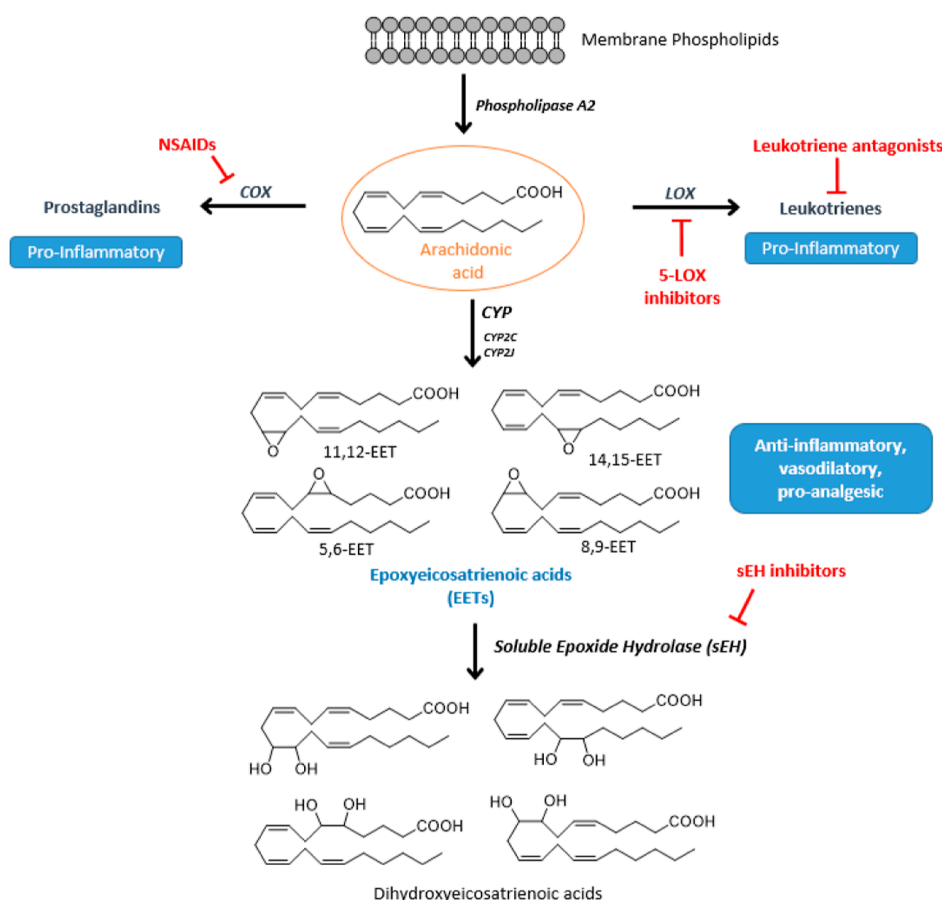 Membrane Phospholipids
Phospholipase A2
NSAIDs
Leukotriene antagonists
COX
COOH
LOX
Prostaglandins
Leukotrienes
Pro-Inflammatory
Arachidonic
acid
Pro-Inflammatory
5-LOX
inhibitors
CYP
CYP2C
CYP2J
COOH
COOH
O
11,12-EET
O
14,15-EET
Anti-inflammatory,
vasodilatory,
pro-analgesic
O
COOH
5,6-EET
O
COOH
8,9-EET
Epoxyeicosatrienoic acids
(EETs)
sEH inhibitors
Soluble Epoxide Hydrolase (sEH)
COOH
HO OH
COOH
HO OH
HO OH
COOH
HO OH
COOH
Dihydroxyeicosatrienoic acids